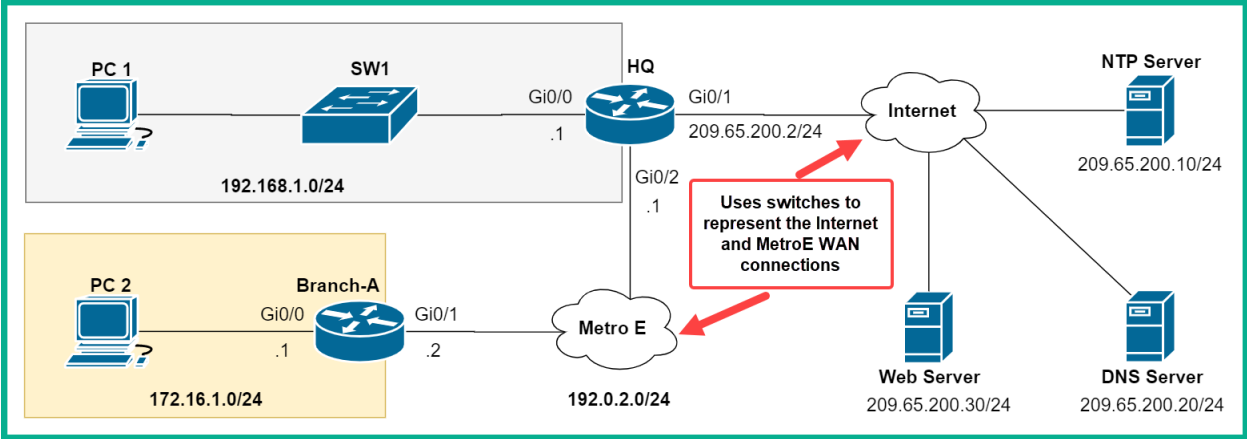 PC 1
SW1
HQ
Gi0/0
.1
Gi0/1
209.65.200.2/24
Internet
NTP Server
209.65.200.10/24
192.168.1.0/24
Gi0/2
.1
Uses switches to
represent the Internet
and MetroE WAN
connections
PC 2
Branch-A
Gi0/0
.1
Gi0/1
.2
Metro E
172.16.1.0/24
192.0.2.0/24
Web Server
209.65.200.30/24
DNS Server
209.65.200.20/24